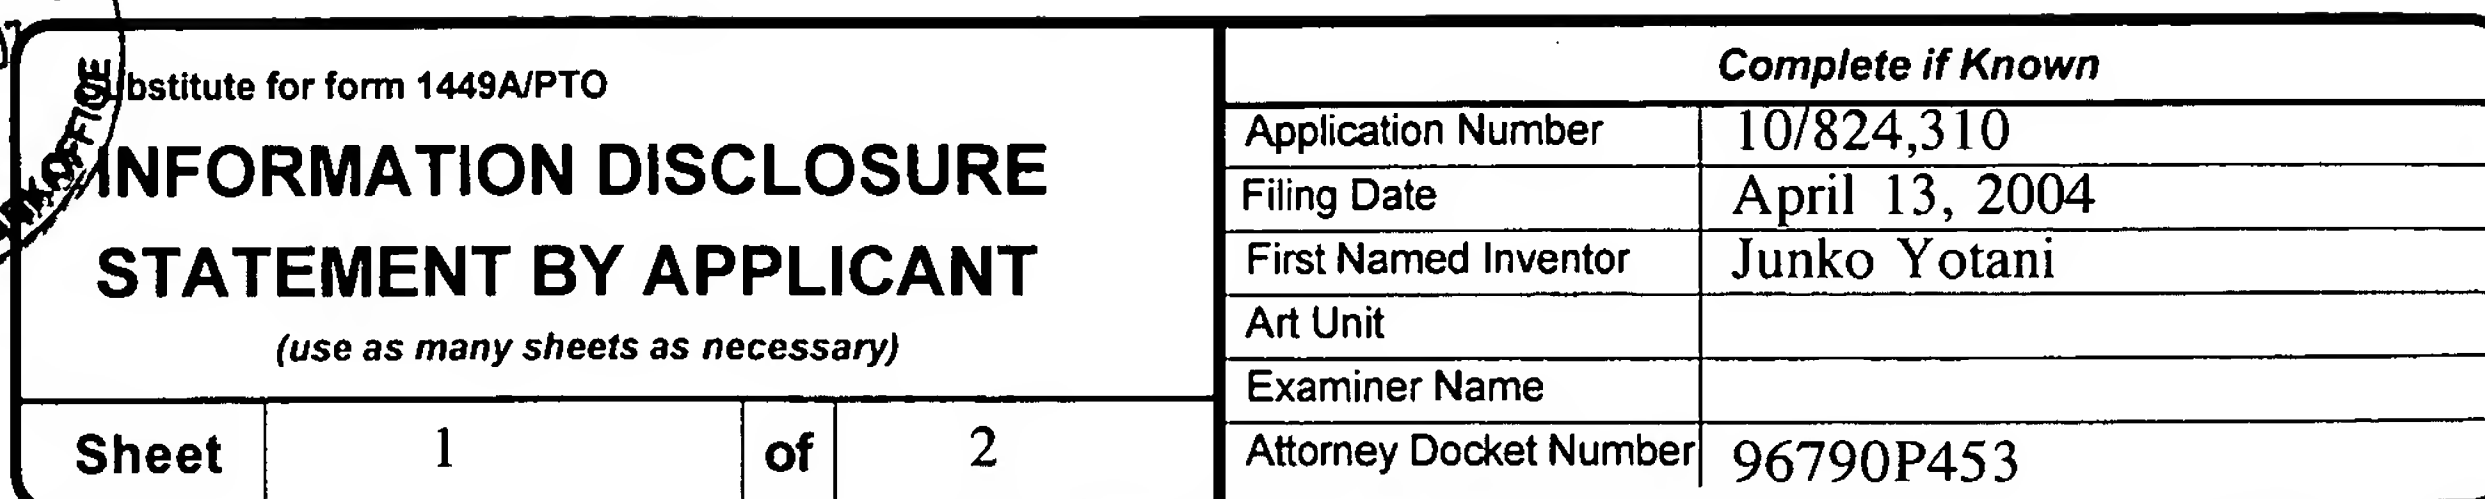 Substitute for form 1449A/PTO
INFORMATION DISCLOSURE
STATEMENT BY APPLICANT
(use as many sheets as necessary)
Sheet 1 of 2
Complete if Known
Application Number 10/824,310
Filing Date April 13, 2004
First Named Inventor Junko Yotani
Art Unit
Examiner Name
Attorney Docket Number 96790P453